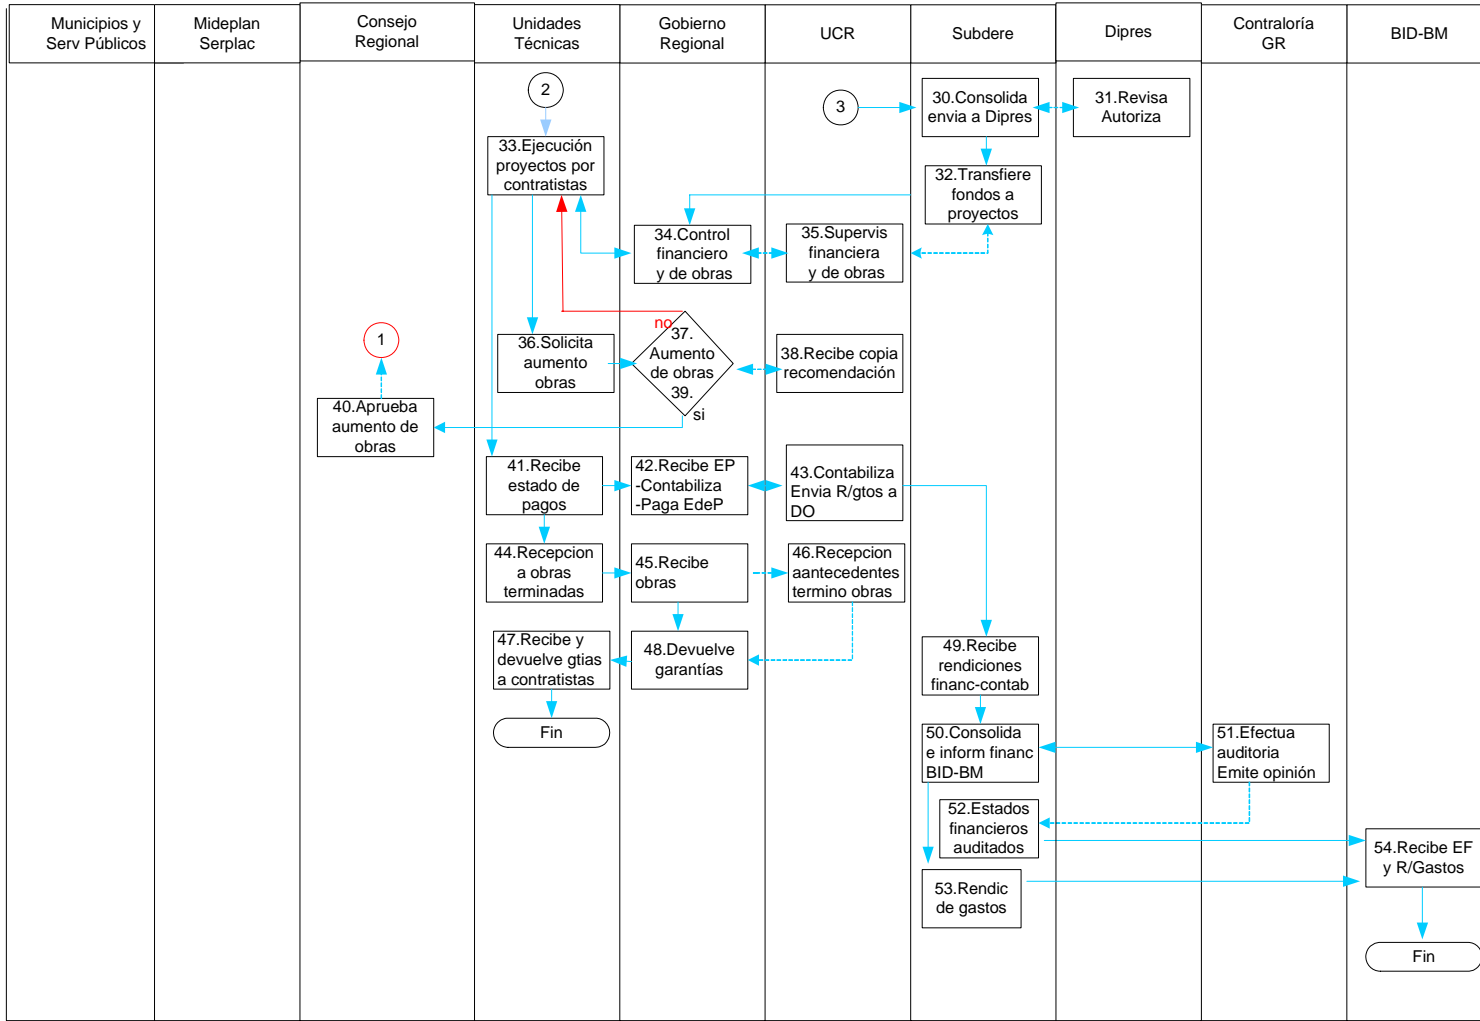 Municipios y
Serv Públicos
Mideplan
Serplac
Consejo
Regional
Unidades
Técnicas
Gobierno
Regional
UCR
Subdere
Dipres
Contraloría
GR
BID-BM
2
3
30.Consolida
envia a Dipres
31.Revisa
Autoriza
33.Ejecución
proyectos por
contratistas
32.Transfiere
fondos a
proyectos
34.Control
financiero
y de obras
35.Supervis
financiera
y de obras
1
36.Solicita
aumento
obras
no
37.
Aumento
de obras
39.
si
38.Recibe copia
recomendación
40.Aprueba
aumento de
obras
41.Recibe
estado de
pagos
42.Recibe EP
-Contabiliza
-Paga EdeP
43.Contabiliza
Envia R/gtos a
DO
44.Recepcion
a obras
terminadas
45.Recibe
obras
46.Recepcion
aantecedentes
termino obras
47.Recibe y
devuelve gtias
a contratistas
48.Devuelve
garantías
49.Recibe
rendiciones
financ-contab
Fin
50.Consolida
e inform financ
BID-BM
51.Efectua
auditoria
Emite opinión
52.Estados
financieros
auditados
54.Recibe EF
y R/Gastos
53.Rendic
de gastos
Fin